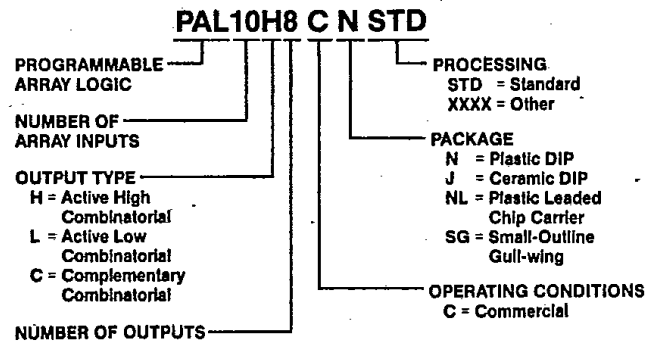 PAL10H8 C N STD
PROGRAMMABLE
ARRAY LOGIC
NUMBER OF
ARRAY INPUTS
OUTPUT TYPE
H = Active High
Combinatorial
L = Active Low
Combinatorial
C = Complementary
Combinatorial
NUMBER OF OUTPUTS
PROCESSING
STD = Standard
XXXX = Other
PACKAGE
N = Plastic DIP
J = Ceramic DIP
NL = Plastic Leaded
Chip Carrier
SG = Small-Outline
Gull-wing
OPERATING CONDITIONS
C = Commercial